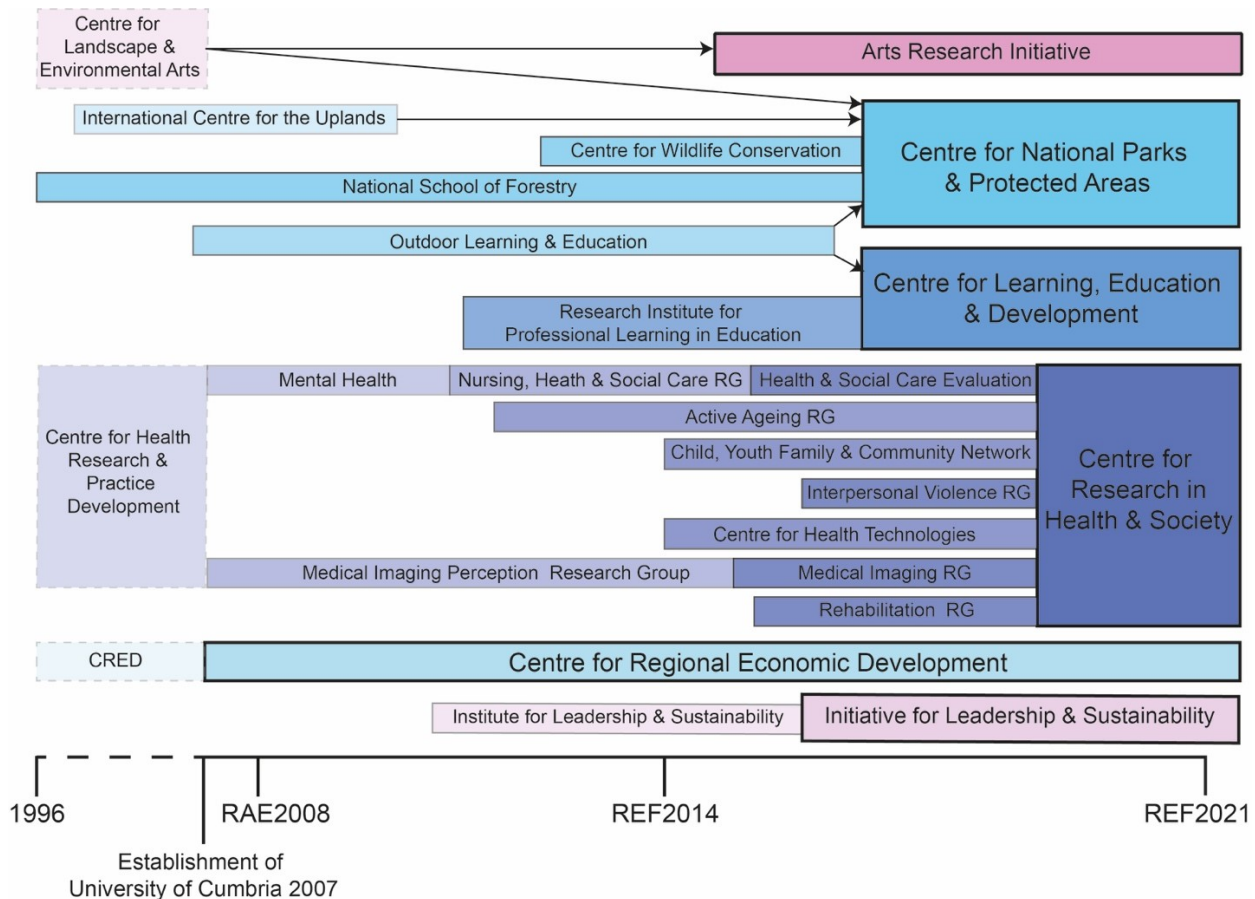 Centre for
Landscape &
Environmental Arts
Arts Research Initiative
International Centre for the Uplands
Centre for Wildlife Conservation
National School of Forestry
Centre for National Parks
& Protected Areas
Outdoor Learning & Education
Research Institute for
Professional Learning in Education
Centre for Learning, Education
& Development
Centre for Health
Research &
Practice
Development
Mental Health
Nursing, Heath & Social Care RG
Health & Social Care Evaluation
Active Ageing RG
Child, Youth Family & Community Network
Interpersonal Violence RG
Centre for Health Technologies
Medical Imaging Perception Research Group
Medical Imaging RG
Rehabilitation RG
Centre for
Research in
Health & Society
CRED
Centre for Regional Economic Development
Institute for Leadership & Sustainability
Initiative for Leadership & Sustainability
1996
RAE2008
REF2014
REF2021
Establishment of
University of Cumbria 2007